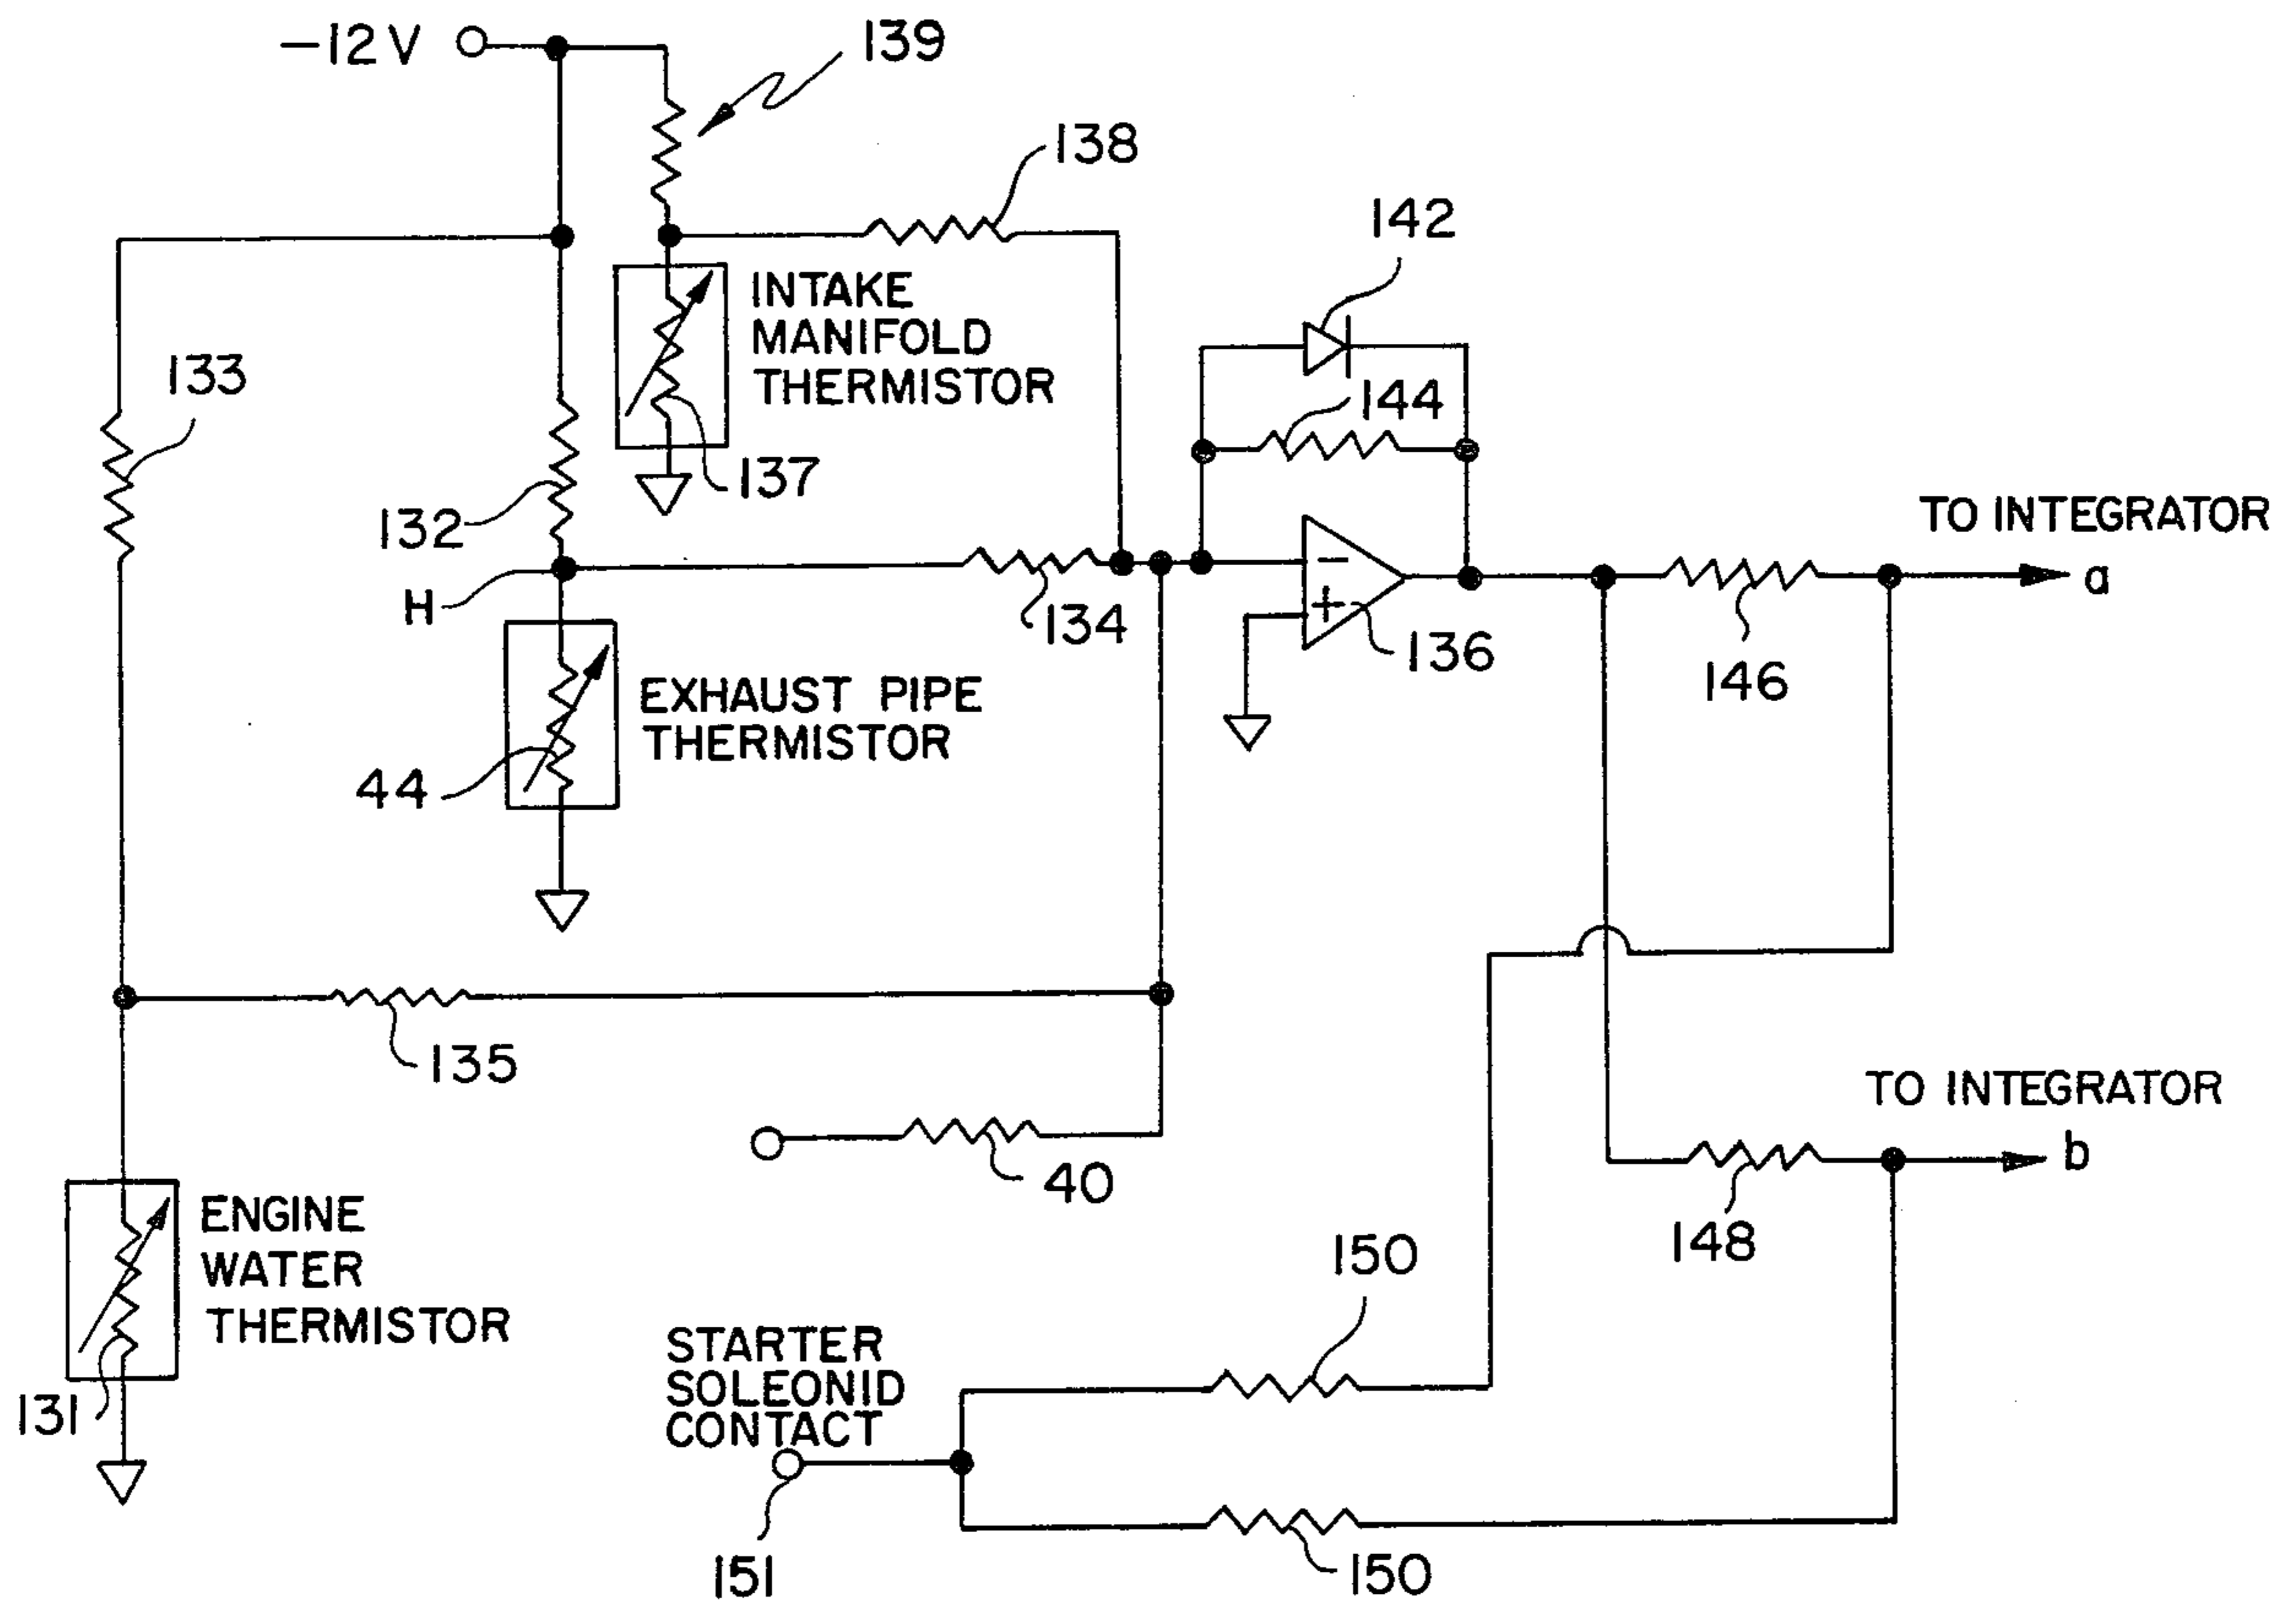 −12V
139
138
142
INTAKE
MANIFOLD
THERMISTOR
133
144
137
132
TO INTEGRATOR
a
H
134
−
+
136
146
EXHAUST PIPE
THERMISTOR
44
135
TO INTEGRATOR
b
40
148
ENGINE
WATER
THERMISTOR
150
STARTER
SOLEONID
CONTACT
131
151
150